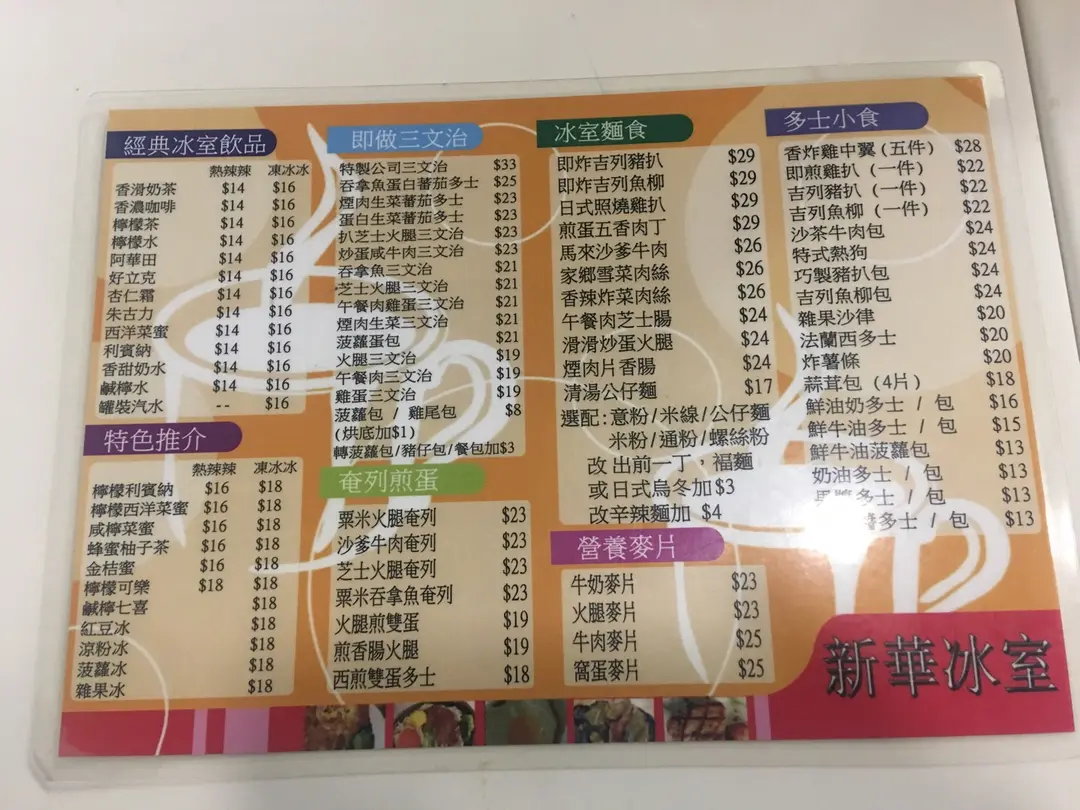 經典冰室飲品
熱辣辣 凍冰冰
香滑奶茶 $14 $16
香濃咖啡 $14 $16
檸檬茶 $14 $16
檸檬水 $14 $16
阿華田 $14 $16
好立克 $14 $16
杏仁霜 $14 $16
朱古力 $14 $16
西洋菜蜜 $14 $16
利賓納 $14 $16
香甜奶水 $14 $16
鹹檸水 $14 $16
罐裝汽水 -- $16
特色推介
熱辣辣 凍冰冰
檸檬利賓納 $16 $18
檸檬西洋菜蜜 $16 $18
咸檸菜蜜 $16 $18
蜂蜜柚子茶 $16 $18
金桔蜜 $16 $18
檸檬可樂 $18 $18
鹹檸七喜 $18
紅豆冰 $18
涼粉冰 $18
菠蘿冰 $18
雜果冰 $18
即做三文治
特製公司三文治 $33
吞拿魚蛋白蕃茄多士 $25
煙肉生菜蕃茄多士 $23
蛋白生菜蕃茄多士 $23
扒芝士火腿三文治 $23
炒蛋咸牛肉三文治 $23
吞拿魚三文治 $21
芝士火腿三文治 $21
午餐肉雞蛋三文治 $21
煙肉生菜三文治 $21
菠蘿蛋包 $21
火腿三文治 $19
午餐肉三文治 $19
雞蛋三文治 $19
菠蘿包 / 雞尾包 $8
(烘底加$1)
轉菠蘿包/豬仔包/餐包加$3
奄列煎蛋
粟米火腿奄列 $23
沙爹牛肉奄列 $23
芝士火腿奄列 $23
粟米吞拿魚奄列 $23
火腿煎雙蛋 $19
煎香腸火腿 $19
西煎雙蛋多士 $18
冰室麵食
即炸吉列豬扒 $29
即炸吉列魚柳 $29
日式照燒雞扒 $29
煎蛋五香肉丁 $29
馬來沙爹牛肉 $26
家鄉雪菜肉絲 $26
香辣炸菜肉絲 $26
午餐肉芝士腸 $24
滑滑炒蛋火腿 $24
煙肉片香腸 $24
清湯公仔麵 $17
選配:意粉/米線/公仔麵
米粉/通粉/螺絲粉
改 出前一丁，福麵
或日式烏冬加$3
改辛辣麵加 $4
營養麥片
牛奶麥片 $23
火腿麥片 $23
牛肉麥片 $25
窩蛋麥片 $25
多士小食
香炸雞中翼(五件) $28
即煎雞扒 (一件) $22
吉列豬扒 (一件) $22
吉列魚柳 (一件) $22
沙茶牛肉包 $24
特式熱狗 $24
巧製豬扒包 $24
吉列魚柳包 $24
雜果沙律 $20
法蘭西多士 $20
炸薯條 $20
蒜茸包 (4片) $18
鮮油奶多士 / 包 $16
鮮牛油多士 / 包 $15
鮮牛油菠蘿包 $13
奶油多士 / 包 $13
多士 / 包 $13
多士 / 包 $13
新華冰室